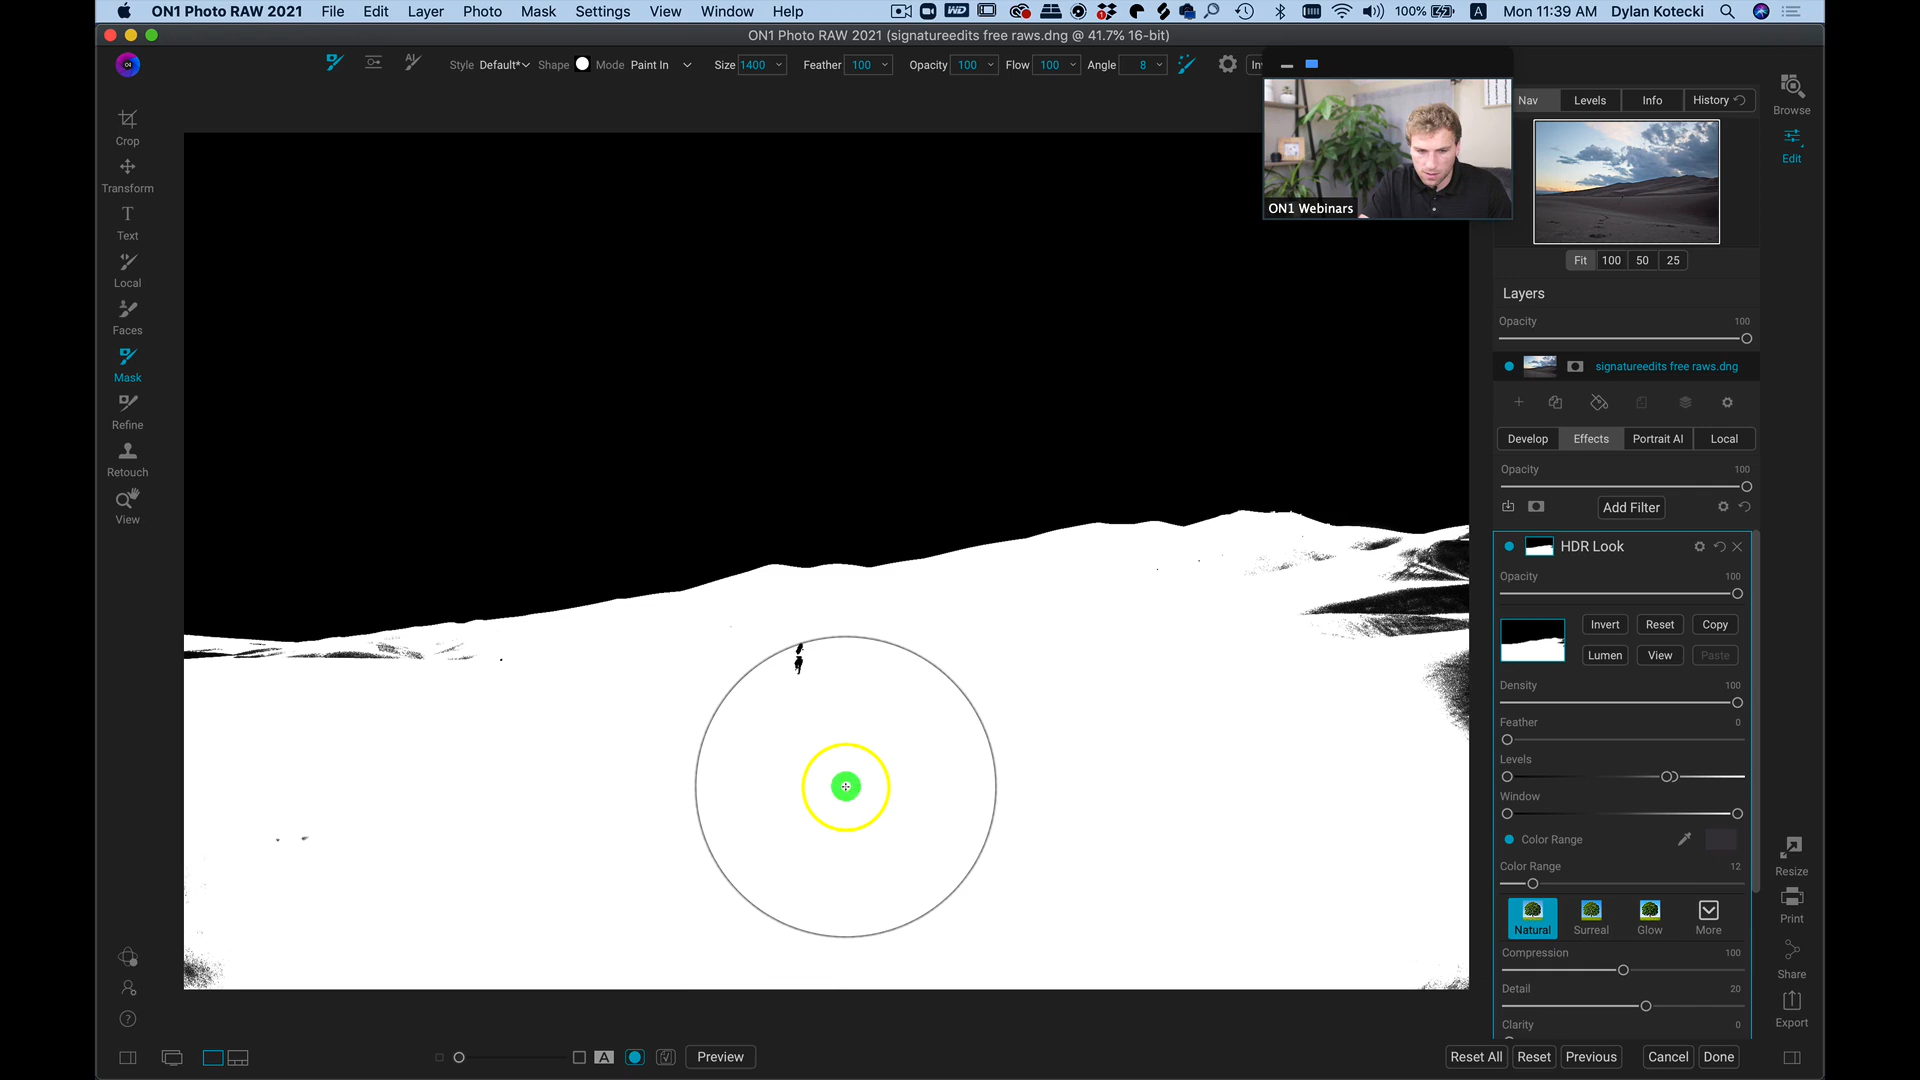 ON1 Photo RAW 2021 File Edit Layer Photo Mask Settings View Window Help 100% A Mon 11:39 AM Dylan Kotecki
ON1 Photo RAW 2021 (signatureedits free raws.dng @ 41.7% 16-bit)
Style Default* Shape Mode Paint In Size 1400 Feather 100 Opacity 100 Flow 100 Angle 8 Inv
ON1 Webinars
Crop
Transform
Text
Local
Faces
Mask
Refine
Retouch
View
Nav Levels Info History
Browse
Edit
Fit 100 50 25
Layers
Opacity 100
signatureedits free raws.dng
Develop Effects Portrait AI Local
Opacity 100
Add Filter
HDR Look
Opacity 100
Invert Reset Copy
Lumen View Paste
Density 100
Feather 0
Levels
Window
Color Range
Color Range 12
Natural Surreal Glow More
Compression 100
Detail 20
Clarity 0
Resize
Print
Share
Export
A Preview
Reset All Reset Previous Cancel Done